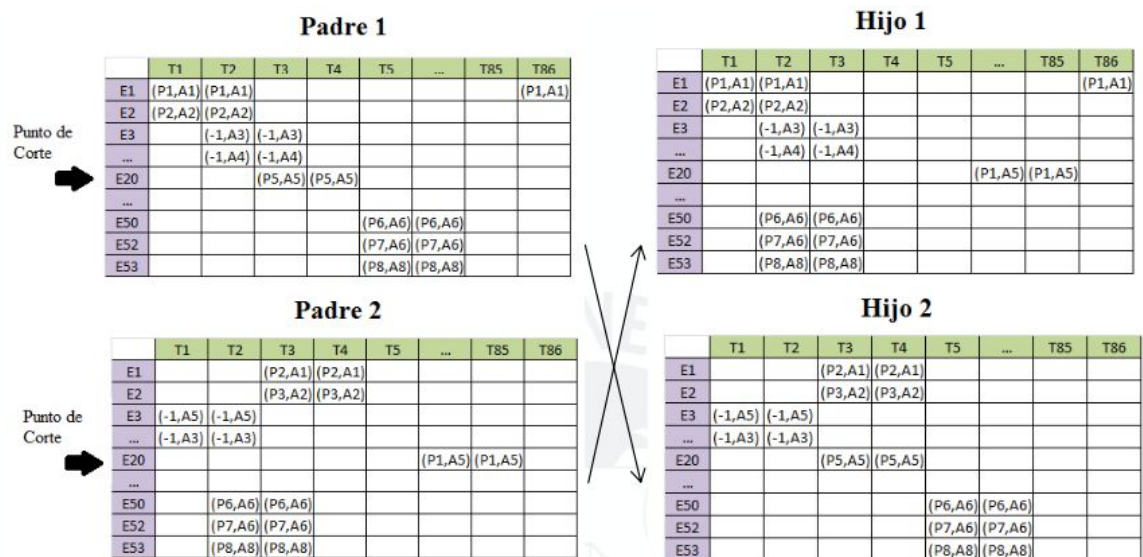 Padre 1
T1 T2 T3 T4 T5 ... T85 T86
E1 (P1,A1) (P1,A1) (P1,A1)
E2 (P2,A2) (P2,A2)
E3 (-1,A3) (-1,A3)
... (-1,A4) (-1,A4)
E20 (P5,A5) (P5,A5)
...
E50 (P6,A6) (P6,A6)
E52 (P7,A6) (P7,A6)
E53 (P8,A8) (P8,A8)
Punto de
Corte
Hijo 1
T1 T2 T3 T4 T5 ... T85 T86
E1 (P1,A1) (P1,A1) (P1,A1)
E2 (P2,A2) (P2,A2)
E3 (-1,A3) (-1,A3)
... (-1,A4) (-1,A4)
E20 (P1,A5) (P1,A5)
...
E50 (P6,A6) (P6,A6)
E52 (P7,A6) (P7,A6)
E53 (P8,A8) (P8,A8)
Padre 2
T1 T2 T3 T4 T5 ... T85 T86
E1 (P2,A1) (P2,A1)
E2 (P3,A2) (P3,A2)
E3 (-1,A5) (-1,A5)
... (-1,A3) (-1,A3)
E20 (P1,A5) (P1,A5)
...
E50 (P6,A6) (P6,A6)
E52 (P7,A6) (P7,A6)
E53 (P8,A8) (P8,A8)
Punto de
Corte
Hijo 2
T1 T2 T3 T4 T5 ... T85 T86
E1 (P2,A1) (P2,A1)
E2 (P3,A2) (P3,A2)
E3 (-1,A5) (-1,A5)
... (-1,A3) (-1,A3)
E20 (P5,A5) (P5,A5)
...
E50 (P6,A6) (P6,A6)
E52 (P7,A6) (P7,A6)
E53 (P8,A8) (P8,A8)